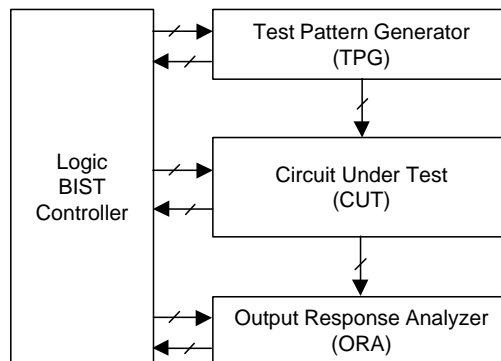 Test Pattern Generator
(TPG)
Logic
BIST
Controller
Circuit Under Test
(CUT)
Output Response Analyzer
(ORA)